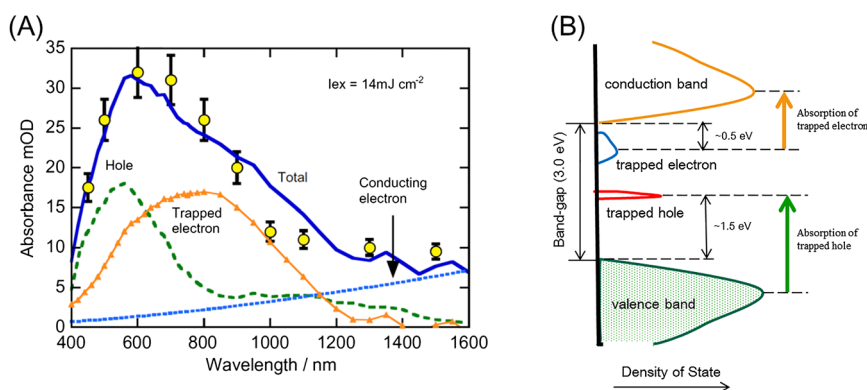 (A)
Absorbance mOD
35
30
25
20
15
10
5
0
400
600
800
1000
1200
1400
1600
Wavelength / nm
Iex = 14mJ cm⁻²
Hole
Total
Trapped
electron
Conducting
electron
(B)
conduction band
Absorption of
trapped electron
~0.5 eV
trapped electron
Band-gap (3.0 eV)
trapped hole
~1.5 eV
Absorption of
trapped hole
valence band
Density of State